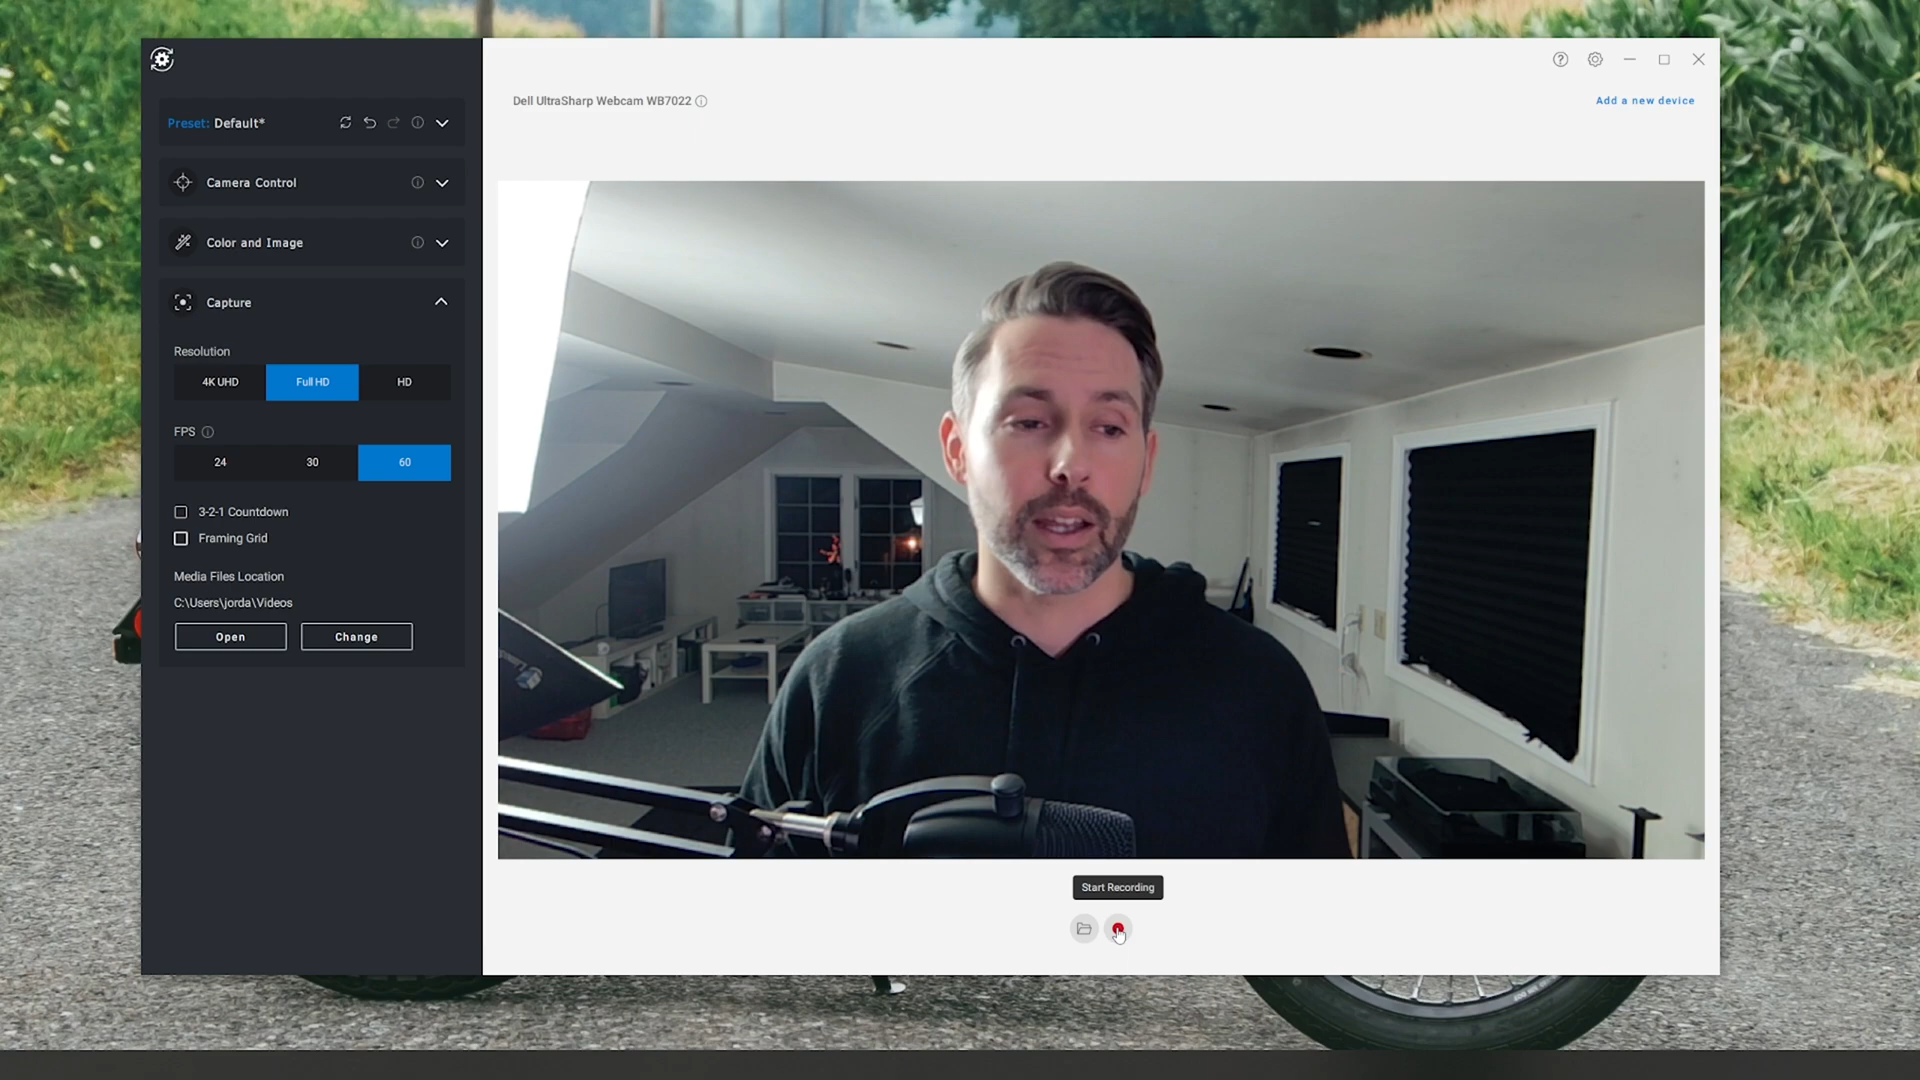 Preset: Default*
Camera Control
Color and Image
Capture
Resolution
4K UHD Full HD HD
FPS
24 30 60
3-2-1 Countdown
Framing Grid
Media Files Location
C:\Users\jorda\Videos
Open Change
Dell UltraSharp Webcam WB7022
Add a new device
Start Recording